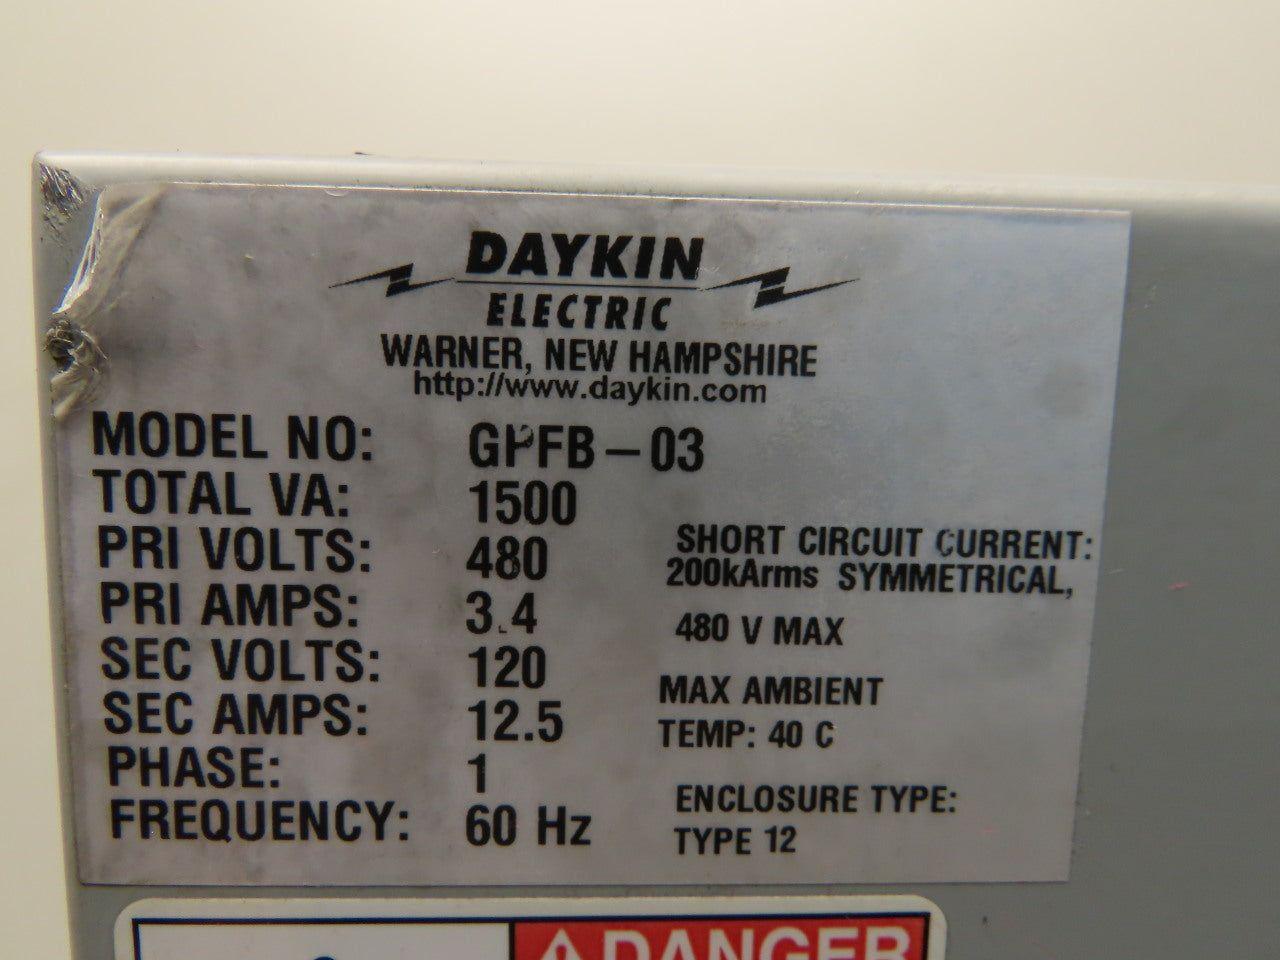 DAYKIN
ELECTRIC
WARNER, NEW HAMPSHIRE
http://www.daykin.com
MODEL NO: GPFB-03
TOTAL VA: 1500
PRI VOLTS: 480
PRI AMPS: 3.4
SEC VOLTS: 120
SEC AMPS: 12.5
PHASE: 1
FREQUENCY: 60 Hz
SHORT CIRCUIT CURRENT:
200kArms SYMMETRICAL,
480 V MAX
MAX AMBIENT
TEMP: 40 C
ENCLOSURE TYPE:
TYPE 12
DANGER